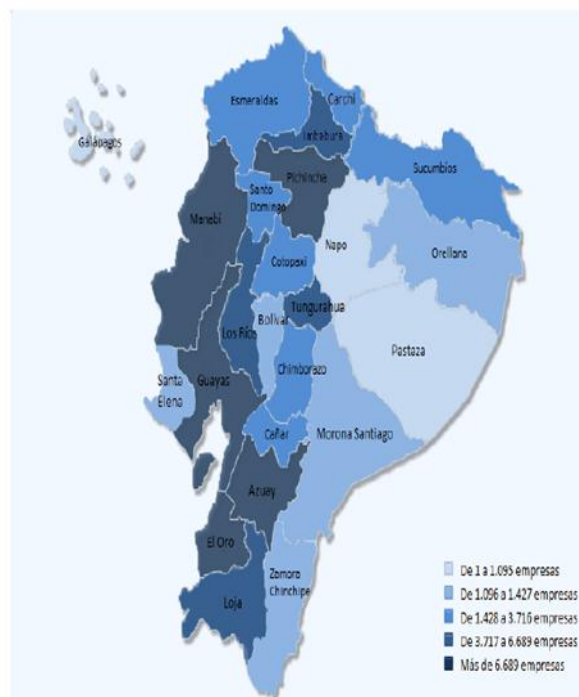 Esmeraldas
Carchi
Imbabura
Galápagos
Sucumbíos
Pichincha
Santo
Domingo
Manabí
Napo
Orellana
Cotopaxi
Tungurahua
Los Ríos
Bolívar
Pastaza
Santa
Elena
Guayas
Chimborazo
Cañar
Morona Santiago
Azuay
El Oro
Zamora
Chinchipe
Loja
De 1 a 1.095 empresas
De 1.096 a 1.427 empresas
De 1.428 a 3.716 empresas
De 3.717 a 6.689 empresas
Más de 6.689 empresas